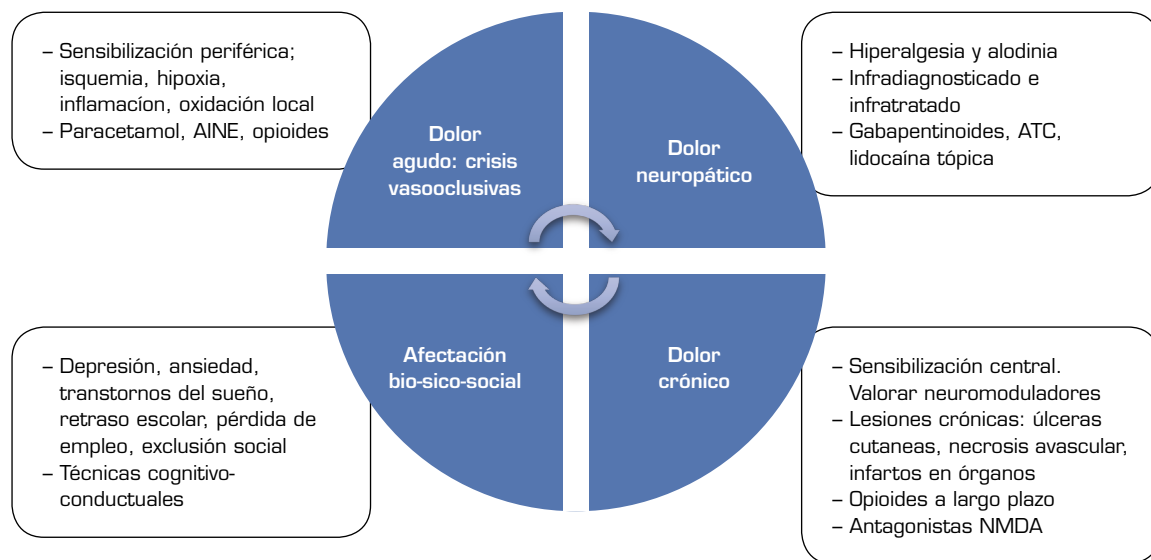 – Sensibilización periférica;
isquemia, hipoxia,
inflamacíon, oxidación local
– Paracetamol, AINE, opioides
Dolor
agudo: crisis
vasooclusivas
Dolor
neuropático
– Hiperalgesia y alodinia
– Infradiagnosticado e
infratratado
– Gabapentinoides, ATC,
lidocaína tópica
– Depresión, ansiedad,
transtornos del sueño,
retraso escolar, pérdida de
empleo, exclusión social
– Técnicas cognitivo-
conductuales
Afectación
bio-sico-social
Dolor
crónico
– Sensibilización central.
Valorar neuromoduladores
– Lesiones crónicas: úlceras
cutaneas, necrosis avascular,
infartos en órganos
– Opioides a largo plazo
– Antagonistas NMDA